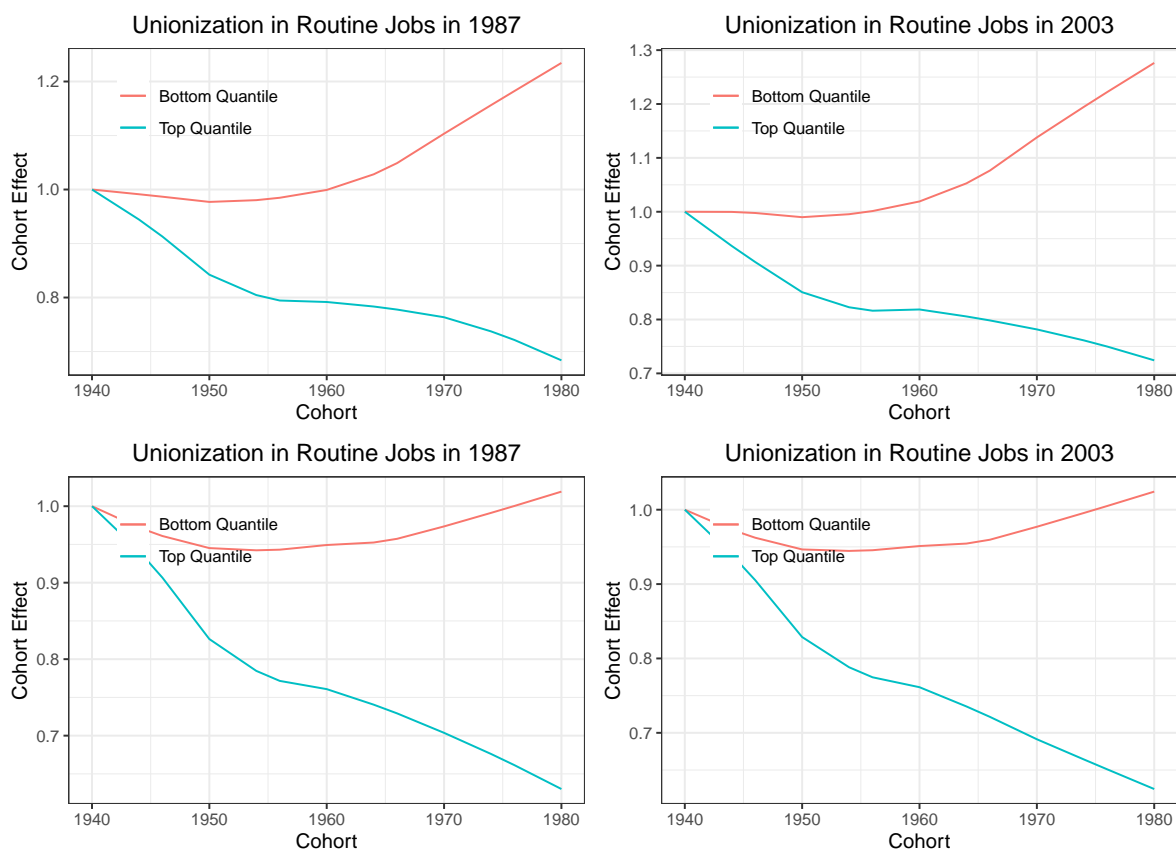 Unionization in Routine Jobs in 1987
1.2
1.0
0.8
Cohort Effect
Bottom Quantile
Top Quantile
1940 1950 1960 1970 1980
Cohort
Unionization in Routine Jobs in 2003
1.3
1.2
1.1
1.0
0.9
0.8
0.7
Cohort Effect
Bottom Quantile
Top Quantile
1940 1950 1960 1970 1980
Cohort
Unionization in Routine Jobs in 1987
1.0
0.9
0.8
0.7
Cohort Effect
Bottom Quantile
Top Quantile
1940 1950 1960 1970 1980
Cohort
Unionization in Routine Jobs in 2003
1.0
0.9
0.8
0.7
Cohort Effect
Bottom Quantile
Top Quantile
1940 1950 1960 1970 1980
Cohort